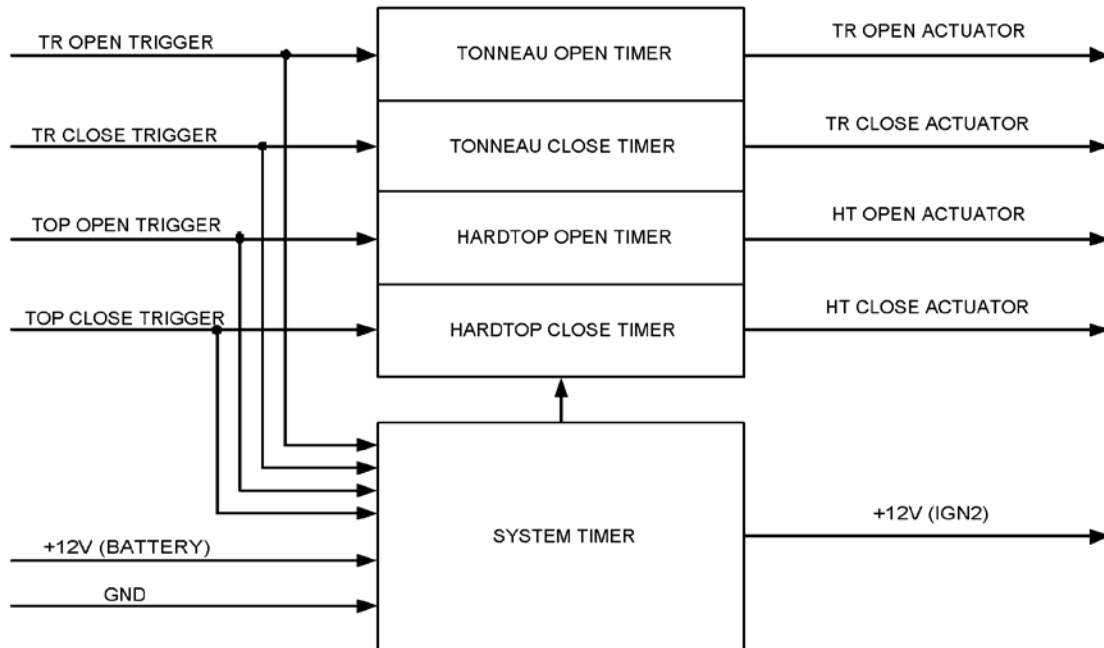 TR OPEN TRIGGER
TONNEAU OPEN TIMER
TR OPEN ACTUATOR
TR CLOSE TRIGGER
TONNEAU CLOSE TIMER
TR CLOSE ACTUATOR
TOP OPEN TRIGGER
HARDTOP OPEN TIMER
HT OPEN ACTUATOR
TOP CLOSE TRIGGER
HARDTOP CLOSE TIMER
HT CLOSE ACTUATOR
+12V (BATTERY)
GND
SYSTEM TIMER
+12V (IGN2)